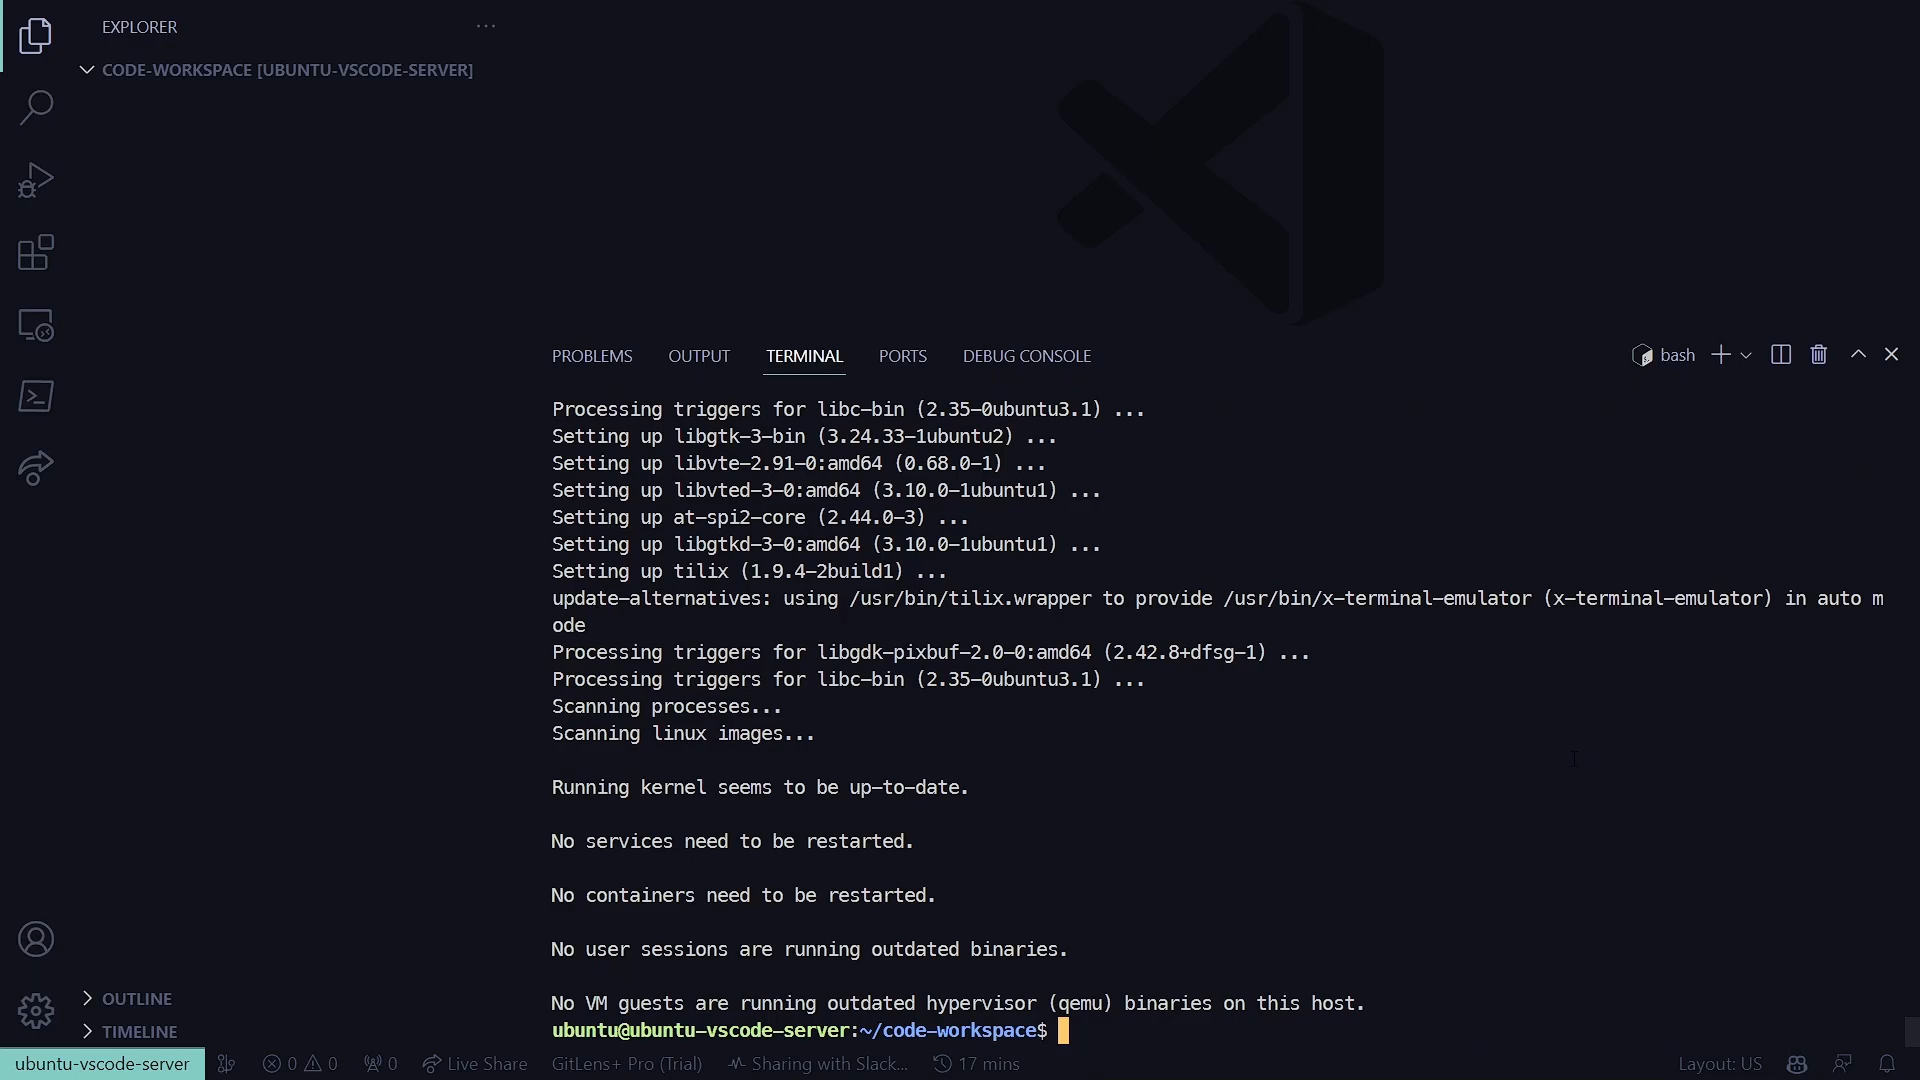 EXPLORER
CODE-WORKSPACE [UBUNTU-VSCODE-SERVER]
PROBLEMS OUTPUT TERMINAL PORTS DEBUG CONSOLE bash
Processing triggers for libc-bin (2.35-0ubuntu3.1) ...
Setting up libgtk-3-bin (3.24.33-1ubuntu2) ...
Setting up libvte-2.91-0:amd64 (0.68.0-1) ...
Setting up libvted-3-0:amd64 (3.10.0-1ubuntu1) ...
Setting up at-spi2-core (2.44.0-3) ...
Setting up libgtkd-3-0:amd64 (3.10.0-1ubuntu1) ...
Setting up tilix (1.9.4-2build1) ...
update-alternatives: using /usr/bin/tilix.wrapper to provide /usr/bin/x-terminal-emulator (x-terminal-emulator) in auto m
ode
Processing triggers for libgdk-pixbuf-2.0-0:amd64 (2.42.8+dfsg-1) ...
Processing triggers for libc-bin (2.35-0ubuntu3.1) ...
Scanning processes...
Scanning linux images...
Running kernel seems to be up-to-date.
No services need to be restarted.
No containers need to be restarted.
No user sessions are running outdated binaries.
No VM guests are running outdated hypervisor (qemu) binaries on this host.
ubuntu@ubuntu-vscode-server:~/code-workspace$
OUTLINE
TIMELINE
ubuntu-vscode-server 0 0 0 Live Share GitLens+ Pro (Trial) Sharing with Slack... 17 mins Layout: US